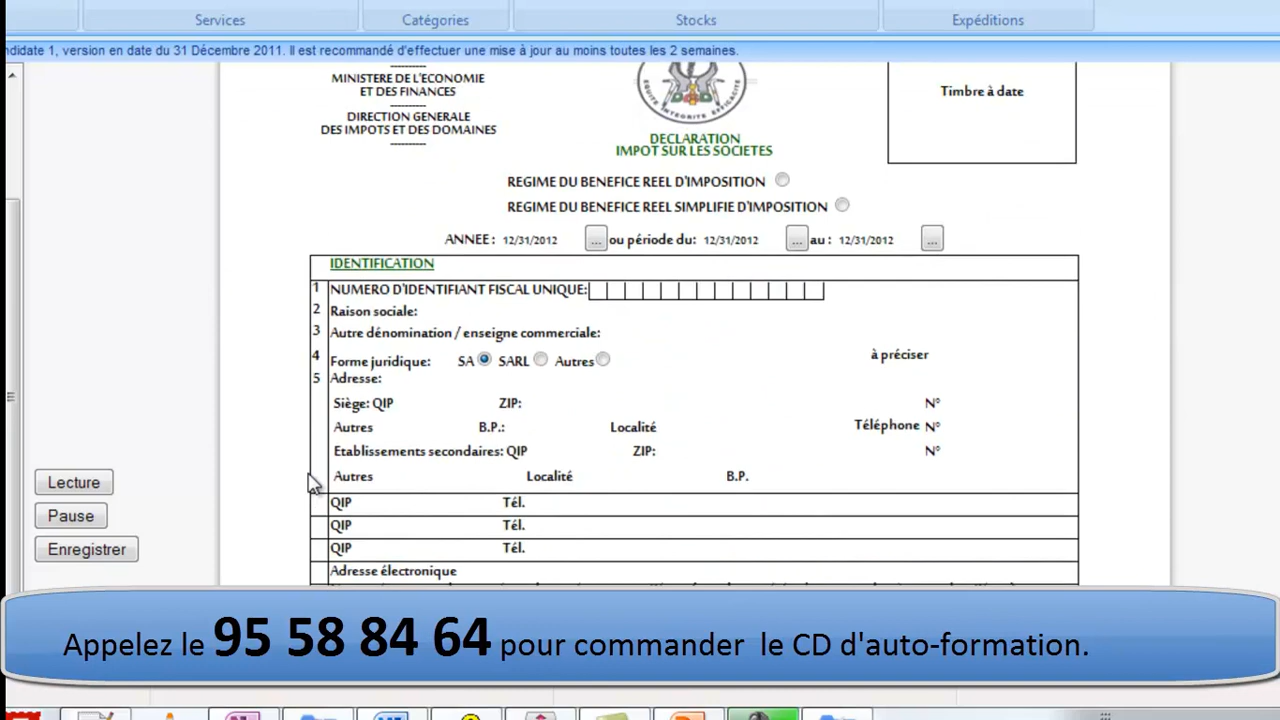 Services Catégories Stocks Expéditions
ndidate 1, version en date du 31 Décembre 2011. Il est recommandé d'effectuer une mise à jour au moins toutes les 2 semaines.
----------
MINISTERE DE L'ECONOMIE
ET DES FINANCES
----------
DIRECTION GENERALE
DES IMPOTS ET DES DOMAINES
----------
EQUITE INTEGRITE EFFICACITE
DECLARATION
IMPOT SUR LES SOCIETES
Timbre à date
REGIME DU BENEFICE REEL D'IMPOSITION
REGIME DU BENEFICE REEL SIMPLIFIE D'IMPOSITION
ANNEE : 12/31/2012 ... ou période du: 12/31/2012 ... au : 12/31/2012 ...
IDENTIFICATION
1 NUMERO D'IDENTIFIANT FISCAL UNIQUE:
2 Raison sociale:
3 Autre dénomination / enseigne commerciale:
4 Forme juridique: SA SARL Autres à préciser
5 Adresse:
Siège: QIP ZIP: N°
Autres B.P.: Localité Téléphone N°
Etablissements secondaires: QIP ZIP: N°
Autres Localité B.P.
QIP Tél.
QIP Tél.
QIP Tél.
Adresse électronique
Lecture
Pause
Enregistrer
Appelez le 95 58 84 64 pour commander le CD d'auto-formation.